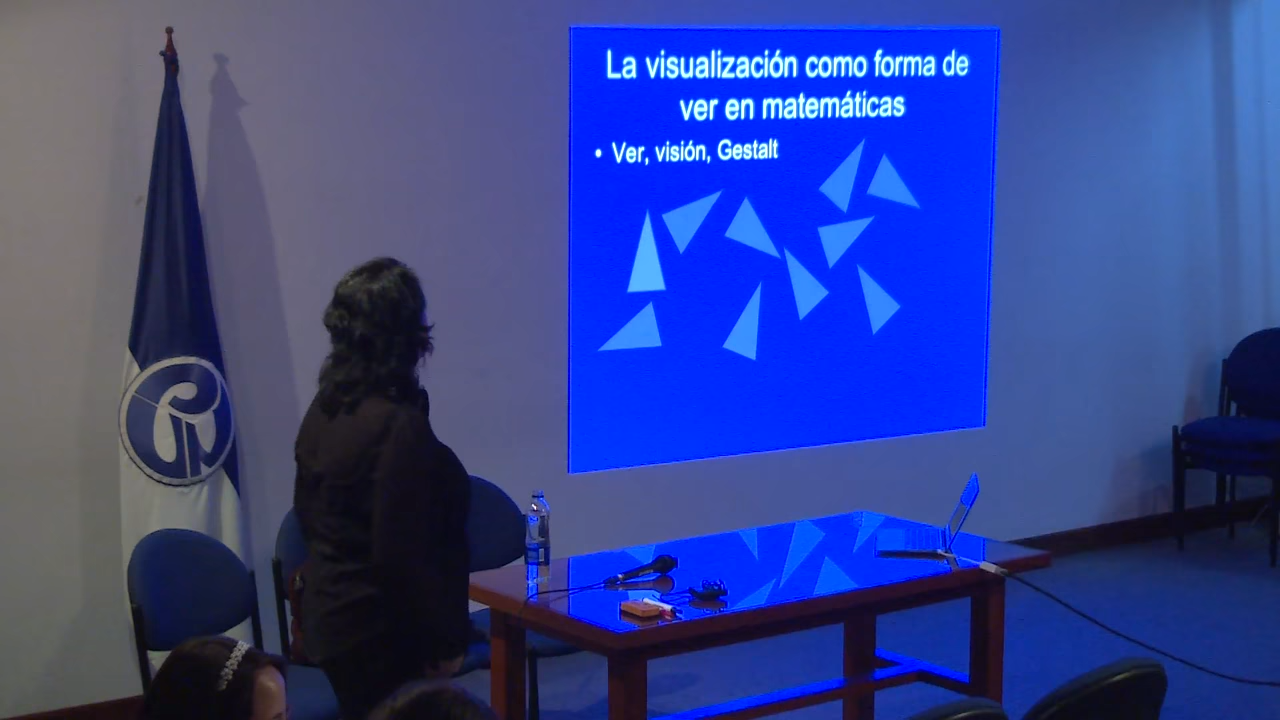 La visualización como forma de
ver en matemáticas
• Ver, visión, Gestalt